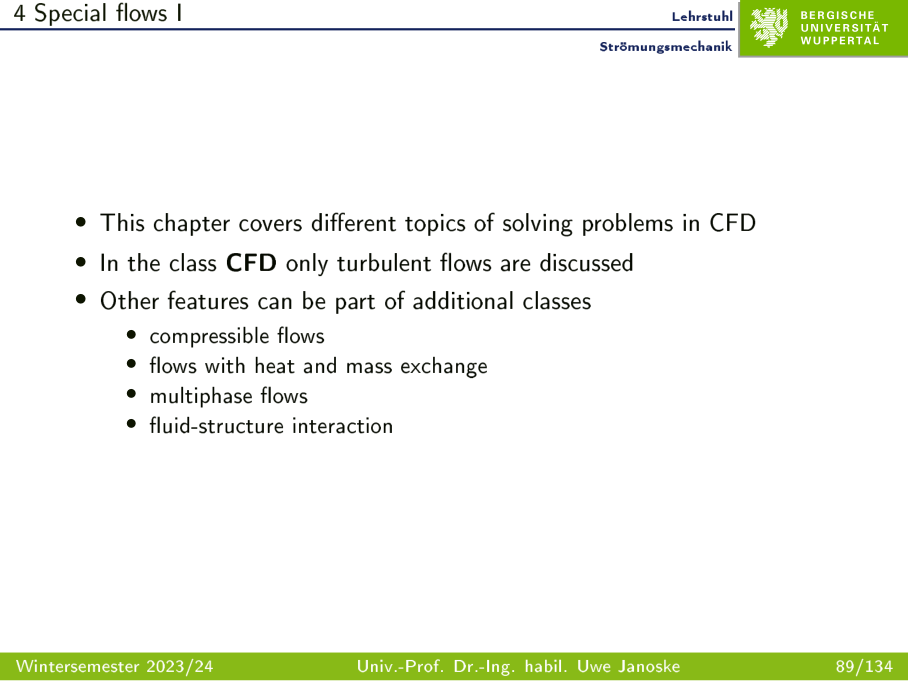 4 Special flows I
Lehrstuhl
Strömungsmechanik
BERGISCHE
UNIVERSITÄT
WUPPERTAL
• This chapter covers different topics of solving problems in CFD
• In the class CFD only turbulent flows are discussed
• Other features can be part of additional classes
• compressible flows
• flows with heat and mass exchange
• multiphase flows
• fluid-structure interaction
Wintersemester 2023/24
Univ.-Prof. Dr.-Ing. habil. Uwe Janoske
89/134